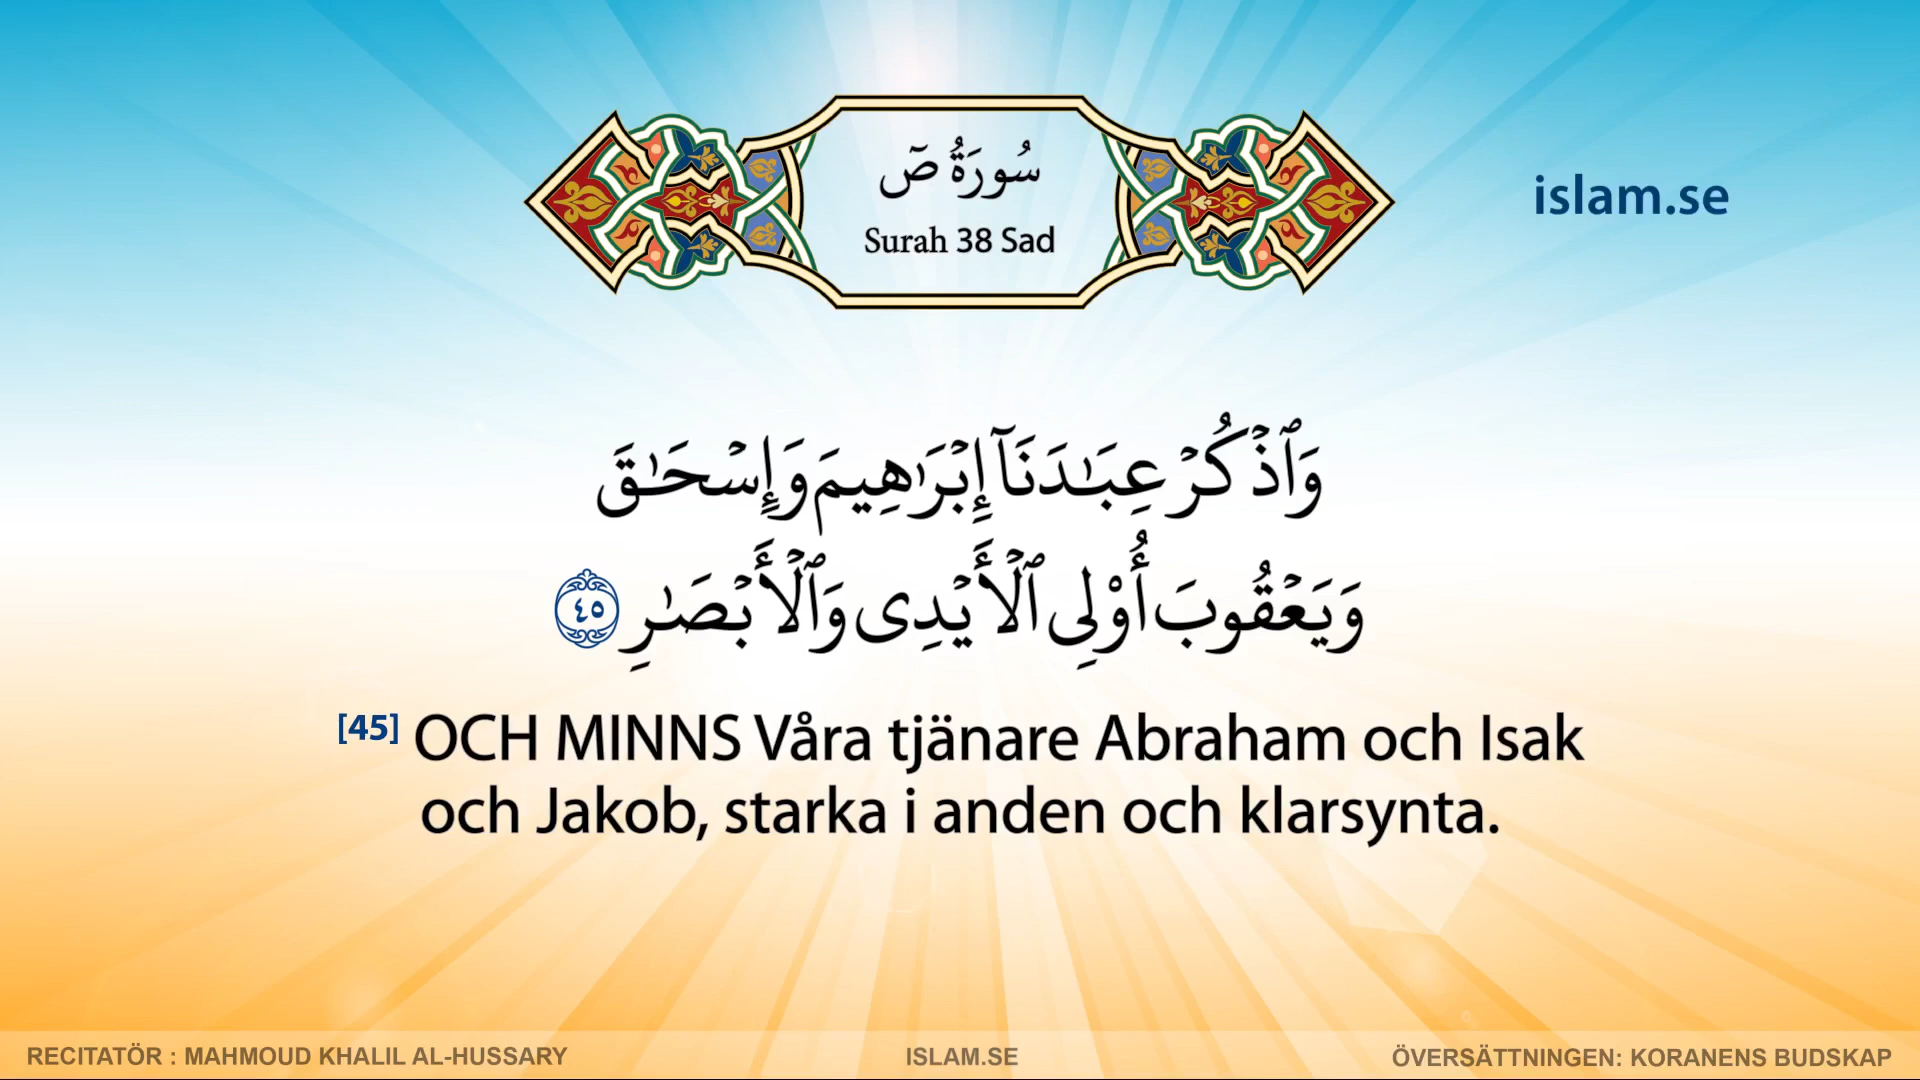 سُورَةُ صٓ
Surah 38 Sad
islam.se
وَٱذۡكُرۡ عِبَٰدَنَآ إِبۡرَٰهِيمَ وَإِسۡحَٰقَ
وَيَعۡقُوبَ أُوْلِي ٱلۡأَيۡدِي وَٱلۡأَبۡصَٰرِ ٤٥
[45] OCH MINNS Våra tjänare Abraham och Isak
och Jakob, starka i anden och klarsynta.
RECITATÖR : MAHMOUD KHALIL AL-HUSSARY
ISLAM.SE
ÖVERSÄTTNINGEN: KORANENS BUDSKAP